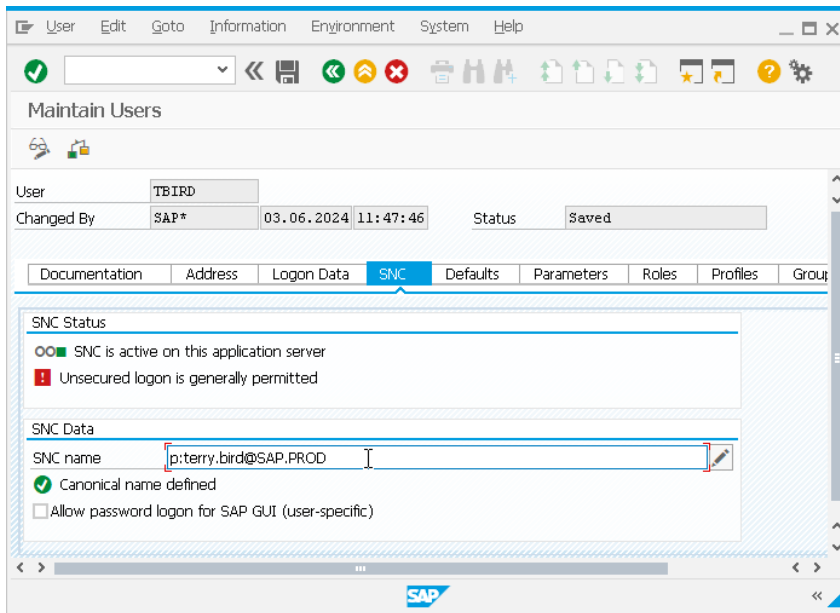 User Edit Goto Information Environment System Help
Maintain Users
User TBIRD
Changed By SAP* 03.06.2024 11:47:46 Status Saved
Documentation Address Logon Data SNC Defaults Parameters Roles Profiles Group
SNC Status
SNC is active on this application server
! Unsecured logon is generally permitted
SNC Data
SNC name p:terry.bird@SAP.PROD
Canonical name defined
Allow password logon for SAP GUI (user-specific)
SAP